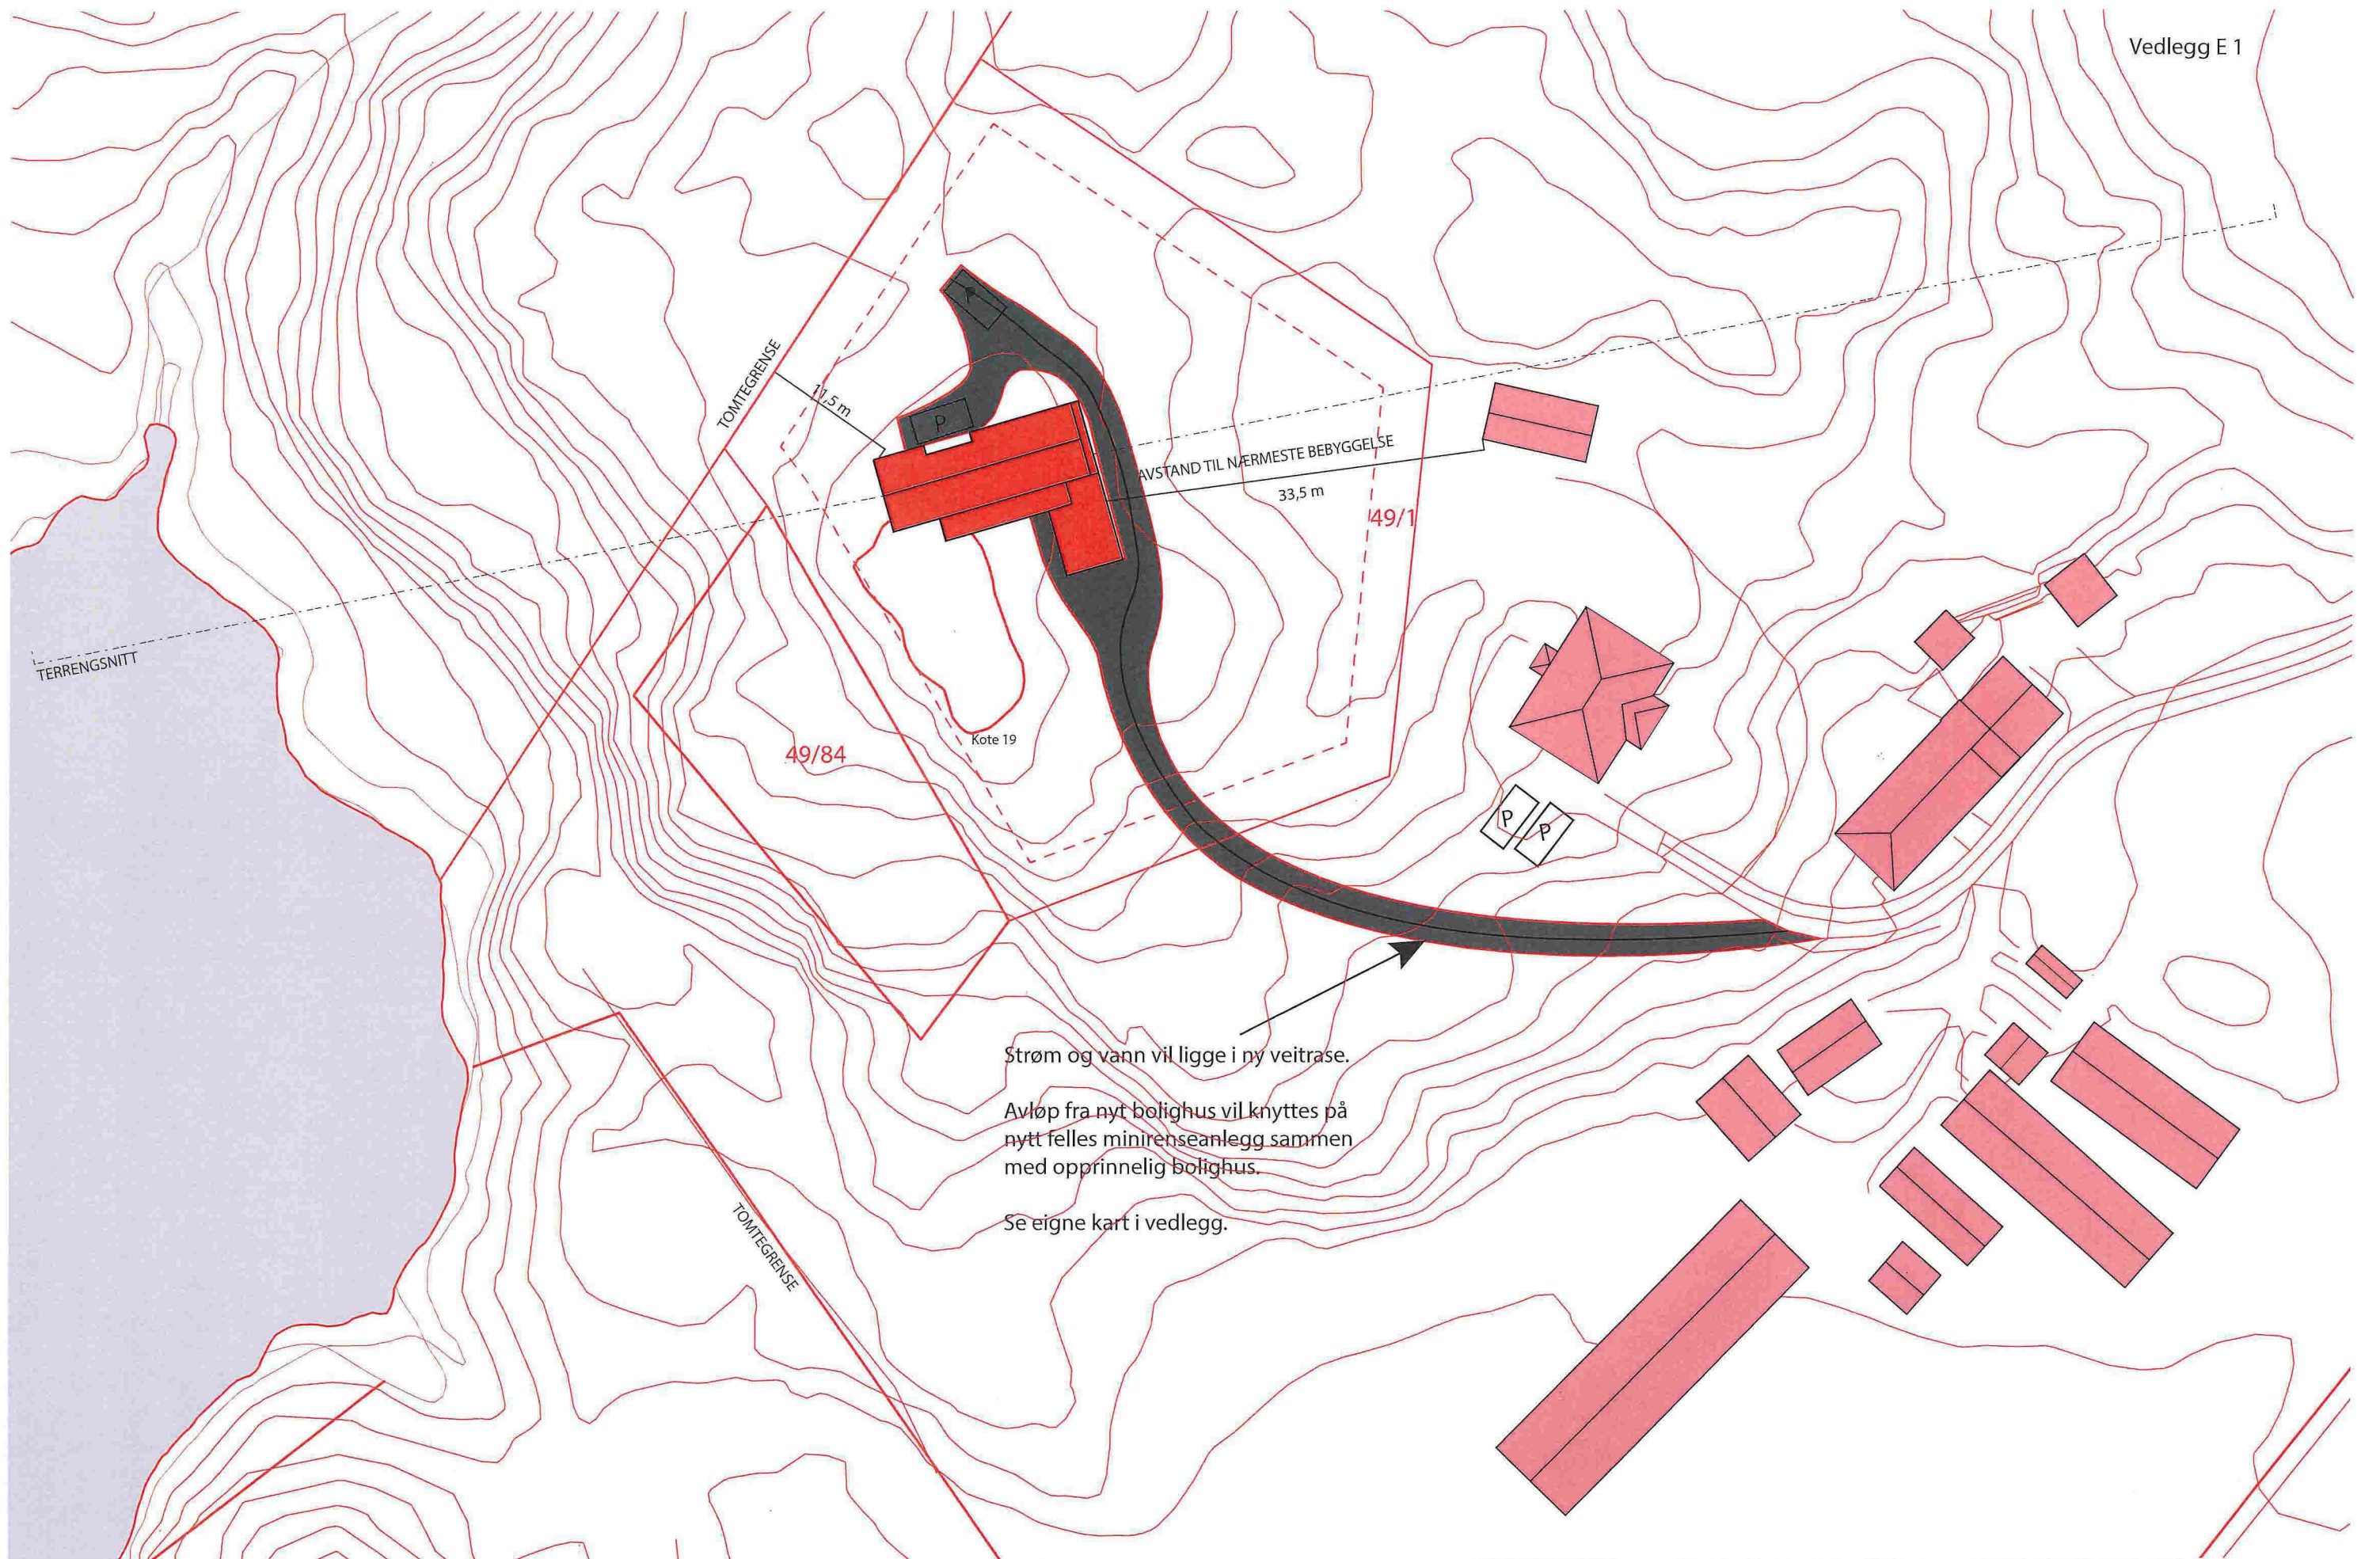 Vedlegg E 1
TOMTEGRENSE
11,5 m
P
P
AVSTAND TIL NÆRMESTE BEBYGGELSE
33,5 m
49/1
TERRENGSNITT
Kote 19
49/84
P
P
Strøm og vann vil ligge i ny veitrase.
Avløp fra nyt bolighus vil knyttes på
nytt felles minirenseanlegg sammen
med opprinnelig bolighus.
Se eigne kart i vedlegg.
TOMTEGRENSE